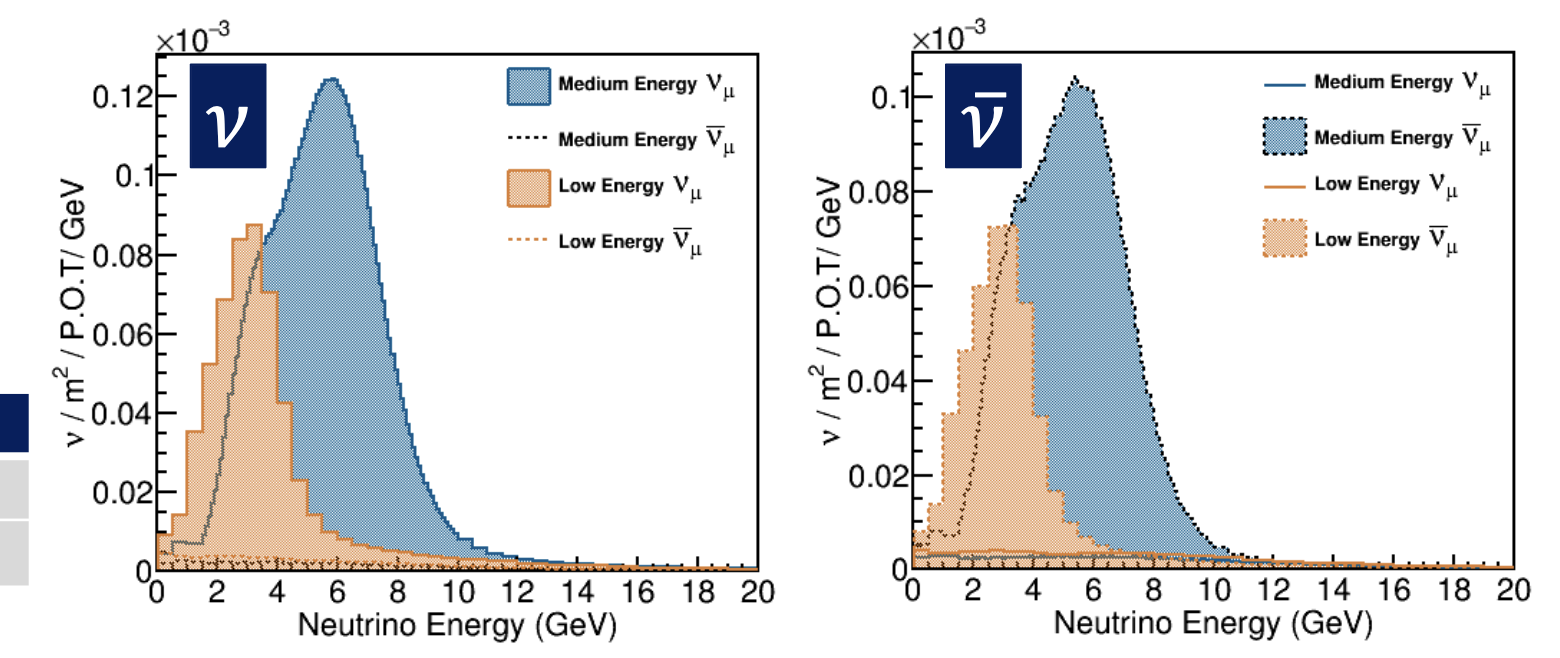 ×10⁻³
ν
Medium Energy ν_μ
Medium Energy ν̅_μ
Low Energy ν_μ
Low Energy ν̅_μ
0.12
0.1
0.08
0.06
0.04
0.02
0
ν / m² / P.O.T/ GeV
0 2 4 6 8 10 12 14 16 18 20
Neutrino Energy (GeV)
×10⁻³
ν̅
Medium Energy ν_μ
Medium Energy ν̅_μ
Low Energy ν_μ
Low Energy ν̅_μ
0.1
0.08
0.06
0.04
0.02
0
ν / m² / P.O.T/ GeV
0 2 4 6 8 10 12 14 16 18 20
Neutrino Energy (GeV)